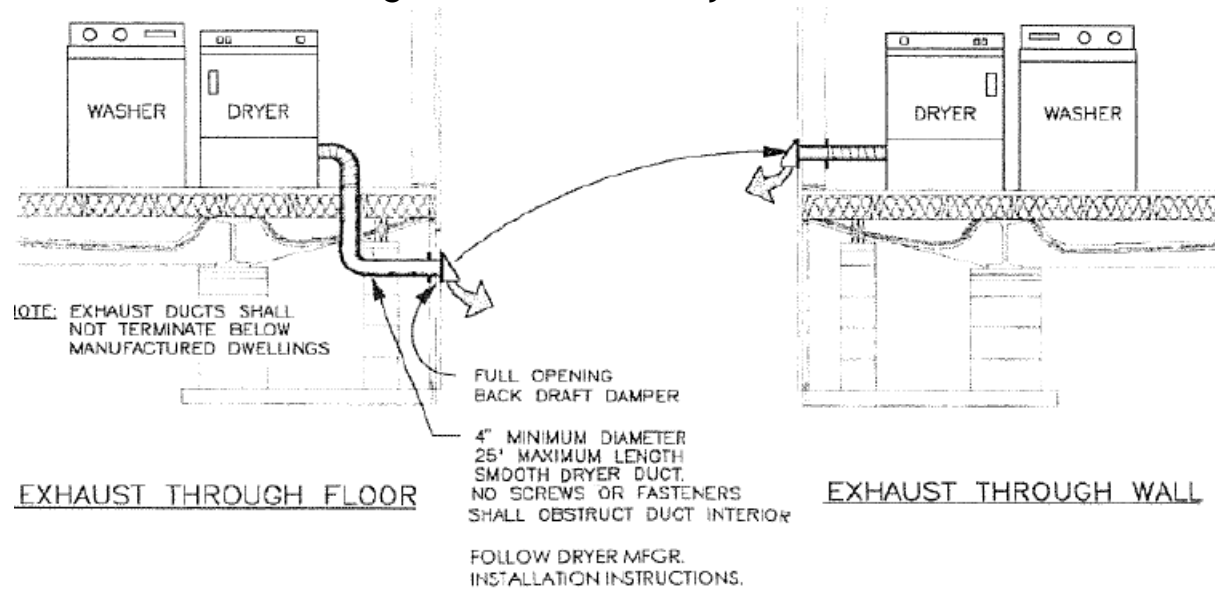 WASHER
DRYER
DRYER
WASHER
NOTE: EXHAUST DUCTS SHALL
NOT TERMINATE BELOW
MANUFACTURED DWELLINGS
FULL OPENING
BACK DRAFT DAMPER
4" MINIMUM DIAMETER
25' MAXIMUM LENGTH
SMOOTH DRYER DUCT.
NO SCREWS OR FASTENERS
SHALL OBSTRUCT DUCT INTERIOR
FOLLOW DRYER MFGR.
INSTALLATION INSTRUCTIONS.
EXHAUST THROUGH FLOOR
EXHAUST THROUGH WALL